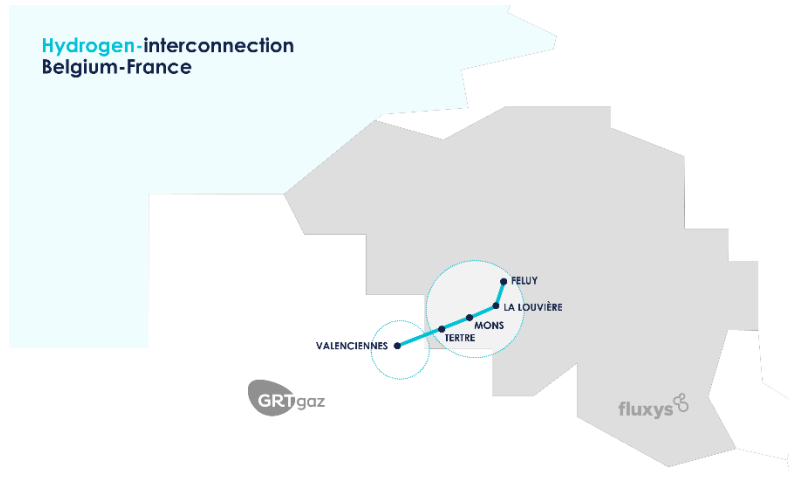 Hydrogen-interconnection
Belgium-France
FELUY
LA LOUVIÈRE
MONS
TERTRE
VALENCIENNES
GRTgaz
fluxys